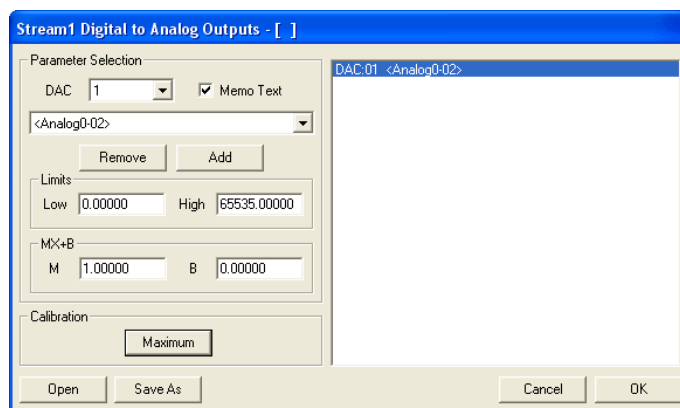 Stream1 Digital to Analog Outputs - [ ]
Parameter Selection
DAC 1 Memo Text
<Analog0-02>
Remove Add
Limits
Low 0.00000 High 65535.00000
MX+B
M 1.00000 B 0.00000
Calibration
Maximum
Open Save As
DAC:01 <Analog0-02>
Cancel OK